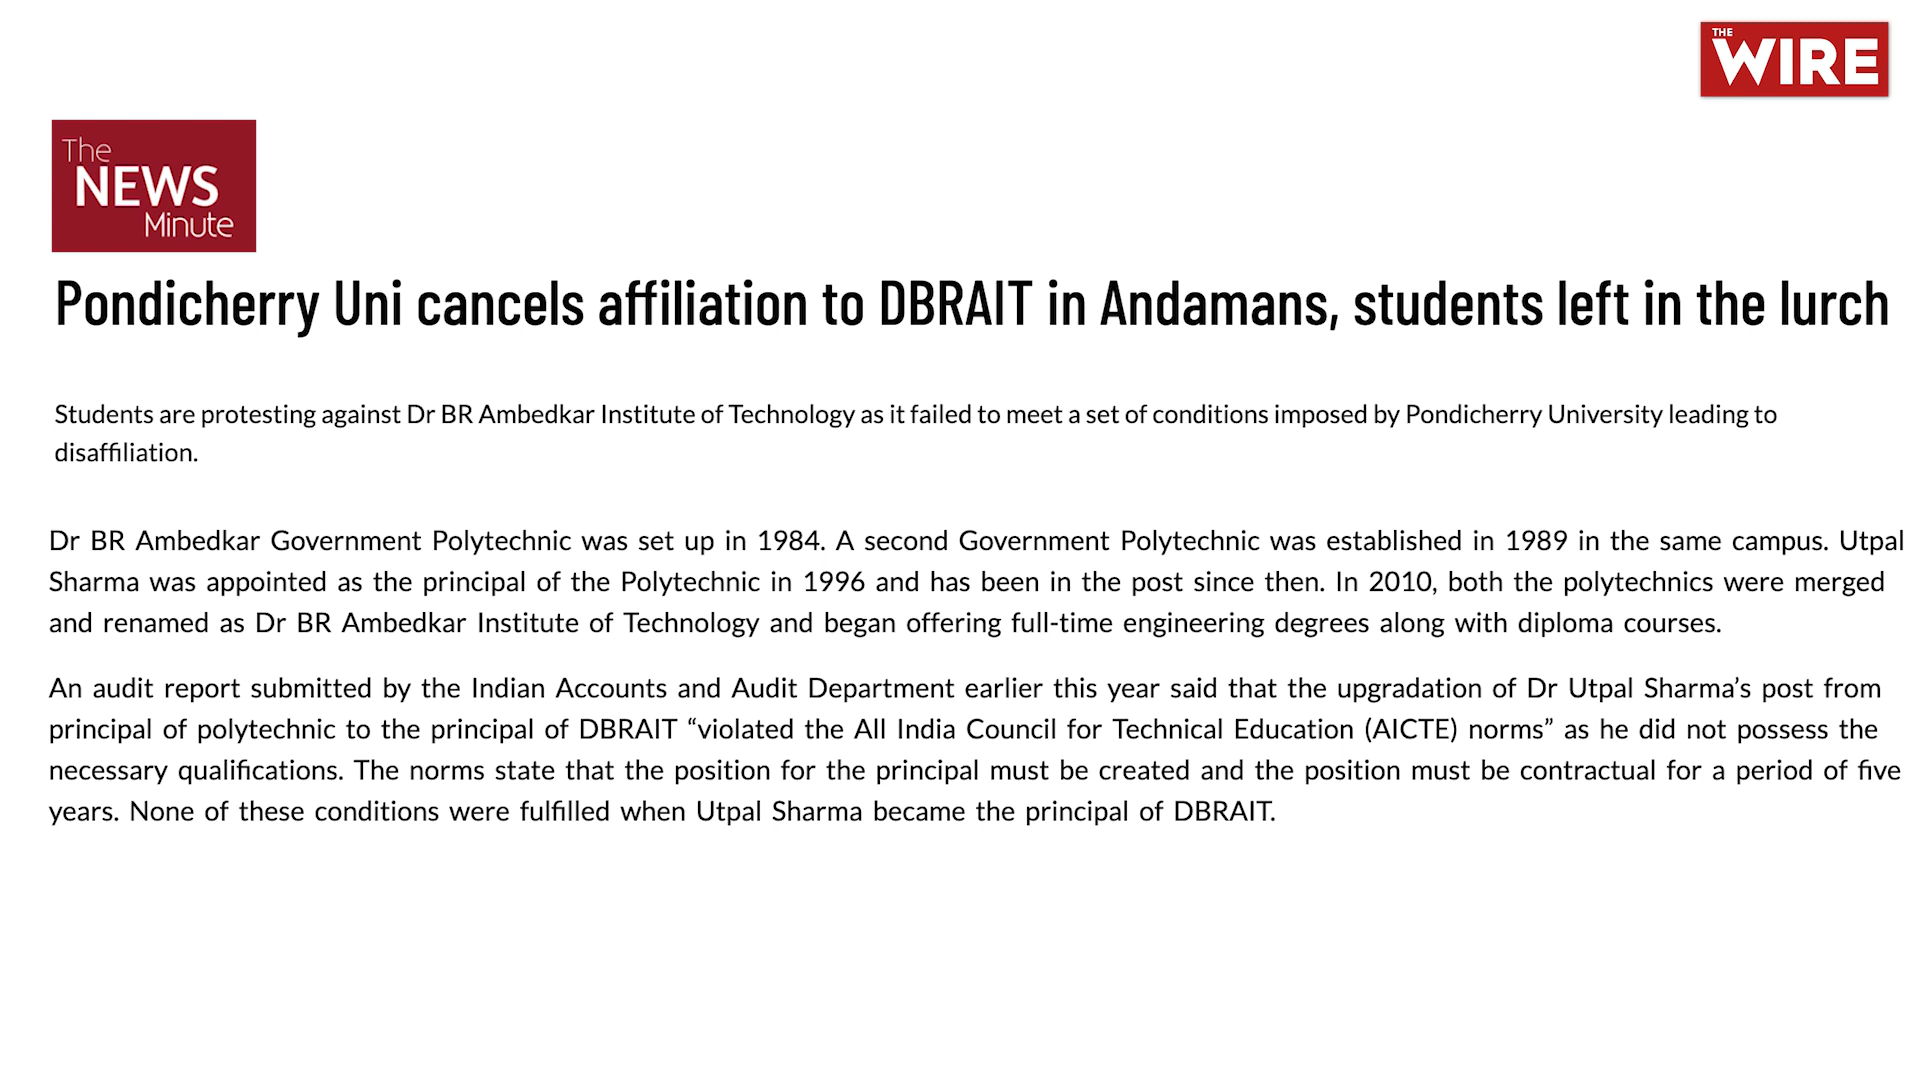 THE
WIRE
The
NEWS
Minute
Pondicherry Uni cancels affiliation to DBRAIT in Andamans, students left in the lurch
Students are protesting against Dr BR Ambedkar Institute of Technology as it failed to meet a set of conditions imposed by Pondicherry University leading to
disaffiliation.
Dr BR Ambedkar Government Polytechnic was set up in 1984. A second Government Polytechnic was established in 1989 in the same campus. Utpal
Sharma was appointed as the principal of the Polytechnic in 1996 and has been in the post since then. In 2010, both the polytechnics were merged
and renamed as Dr BR Ambedkar Institute of Technology and began offering full-time engineering degrees along with diploma courses.
An audit report submitted by the Indian Accounts and Audit Department earlier this year said that the upgradation of Dr Utpal Sharma’s post from
principal of polytechnic to the principal of DBRAIT “violated the All India Council for Technical Education (AICTE) norms” as he did not possess the
necessary qualifications. The norms state that the position for the principal must be created and the position must be contractual for a period of five
years. None of these conditions were fulfilled when Utpal Sharma became the principal of DBRAIT.